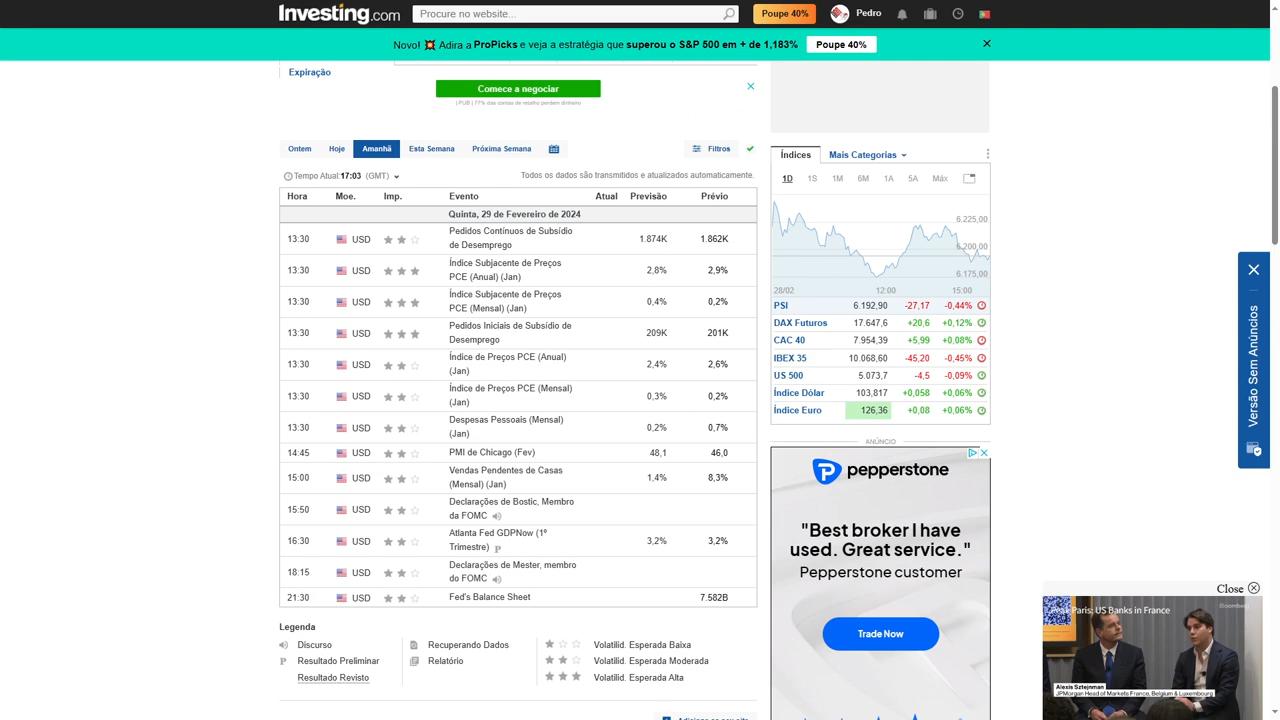 Investing.com
Procure no website...
Poupe 40%
Pedro
Novo! 💥 Adira a ProPicks e veja a estratégia que superou o S&P 500 em + de 1,183%
Poupe 40%
Expiração
Comece a negociar
| PUB | 77% das contas de retalho perdem dinheiro
Ontem Hoje Amanhã Esta Semana Próxima Semana Filtros
Tempo Atual:17:03 (GMT)
Todos os dados são transmitidos e atualizados automaticamente.
Hora Moe. Imp. Evento Atual Previsão Prévio
Quinta, 29 de Fevereiro de 2024
13:30 USD Pedidos Contínuos de Subsídio
de Desemprego 1.874K 1.862K
13:30 USD Índice Subjacente de Preços
PCE (Anual) (Jan) 2,8% 2,9%
13:30 USD Índice Subjacente de Preços
PCE (Mensal) (Jan) 0,4% 0,2%
13:30 USD Pedidos Iniciais de Subsídio de
Desemprego 209K 201K
13:30 USD Índice de Preços PCE (Anual)
(Jan) 2,4% 2,6%
13:30 USD Índice de Preços PCE (Mensal)
(Jan) 0,3% 0,2%
13:30 USD Despesas Pessoais (Mensal)
(Jan) 0,2% 0,7%
14:45 USD PMI de Chicago (Fev) 48,1 46,0
15:00 USD Vendas Pendentes de Casas
(Mensal) (Jan) 1,4% 8,3%
15:50 USD Declarações de Bostic, Membro
da FOMC
16:30 USD Atlanta Fed GDPNow (1º
Trimestre) P 3,2% 3,2%
18:15 USD Declarações de Mester, membro
do FOMC
21:30 USD Fed's Balance Sheet 7.582B
Legenda
Discurso
P Resultado Preliminar
Resultado Revisto
Recuperando Dados
Relatório
Volatilid. Esperada Baixa
Volatilid. Esperada Moderada
Volatilid. Esperada Alta
Índices Mais Categorias
1D 1S 1M 6M 1A 5A Máx
6.225,00
6.200,00
6.175,00
28/02 12:00 15:00
PSI 6.192,90 -27,17 -0,44%
DAX Futuros 17.647,6 +20,6 +0,12%
CAC 40 7.954,39 +5,99 +0,08%
IBEX 35 10.068,60 -45,20 -0,45%
US 500 5.073,7 -4,5 -0,09%
Índice Dólar 103,817 +0,058 +0,06%
Índice Euro 126,36 +0,08 +0,06%
ANÚNCIO
pepperstone
"Best broker I have
used. Great service."
Pepperstone customer
Trade Now
Versão Sem Anúncios
Close
Paris: US Banks in France
Bloomberg
Alexis Sztejnman
JPMorgan Head of Markets France, Belgium & Luxembourg